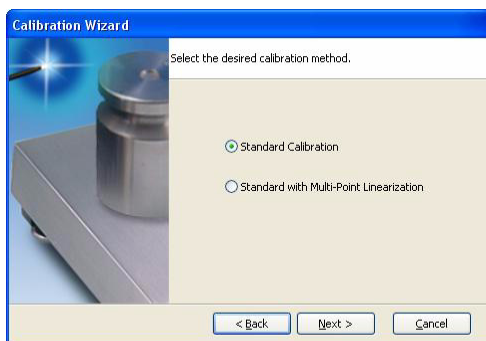 Calibration Wizard
Select the desired calibration method.
Standard Calibration
Standard with Multi-Point Linearization
< Back
Next >
Cancel